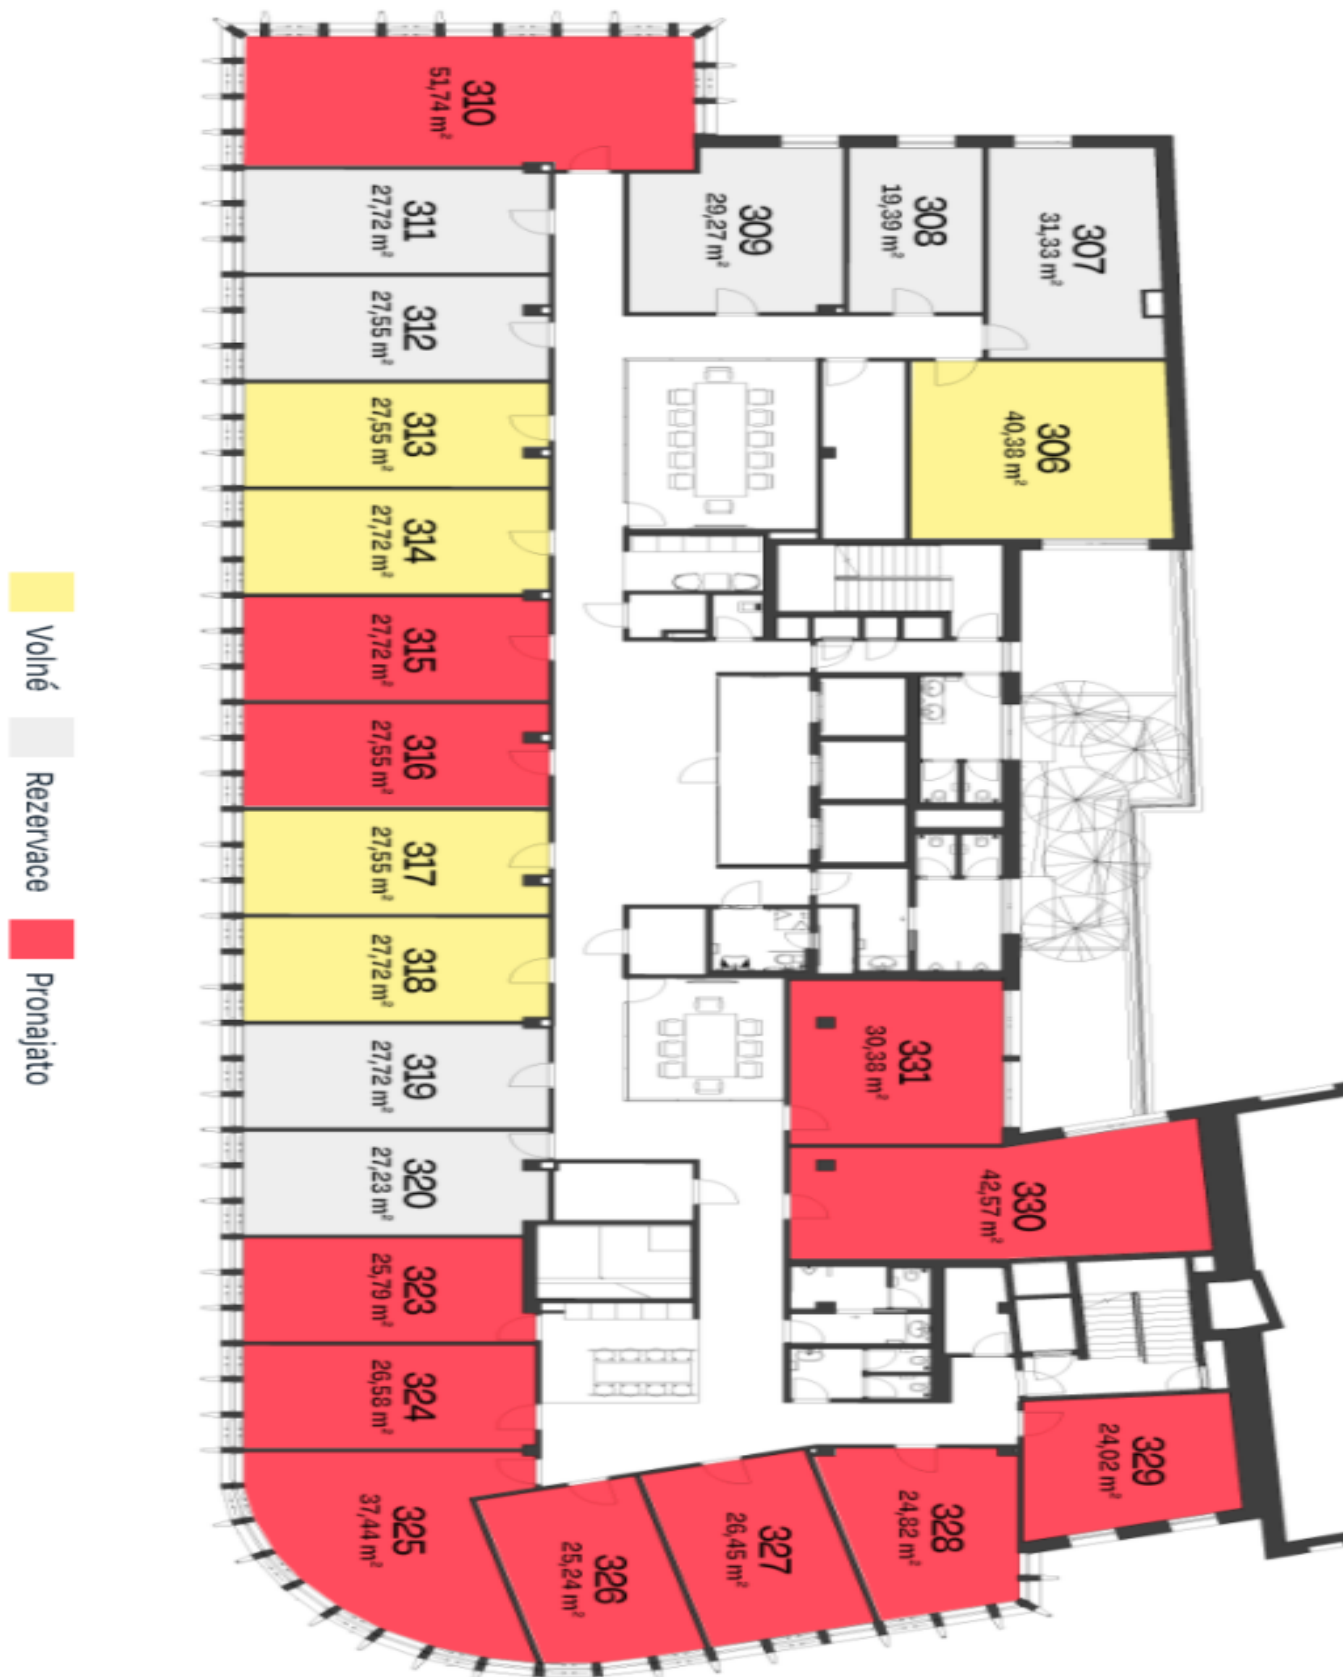 310
51,74 m²
311
27,72 m²
312
27,55 m²
313
27,55 m²
314
27,72 m²
315
27,72 m²
316
27,55 m²
317
27,55 m²
318
27,72 m²
319
27,72 m²
320
27,23 m²
323
25,79 m²
324
26,58 m²
325
37,44 m²
326
25,24 m²
327
26,45 m²
328
24,82 m²
329
24,02 m²
330
42,57 m²
331
30,38 m²
306
40,38 m²
307
31,33 m²
308
19,39 m²
309
29,27 m²
Volné
Rezervace
Pronajato